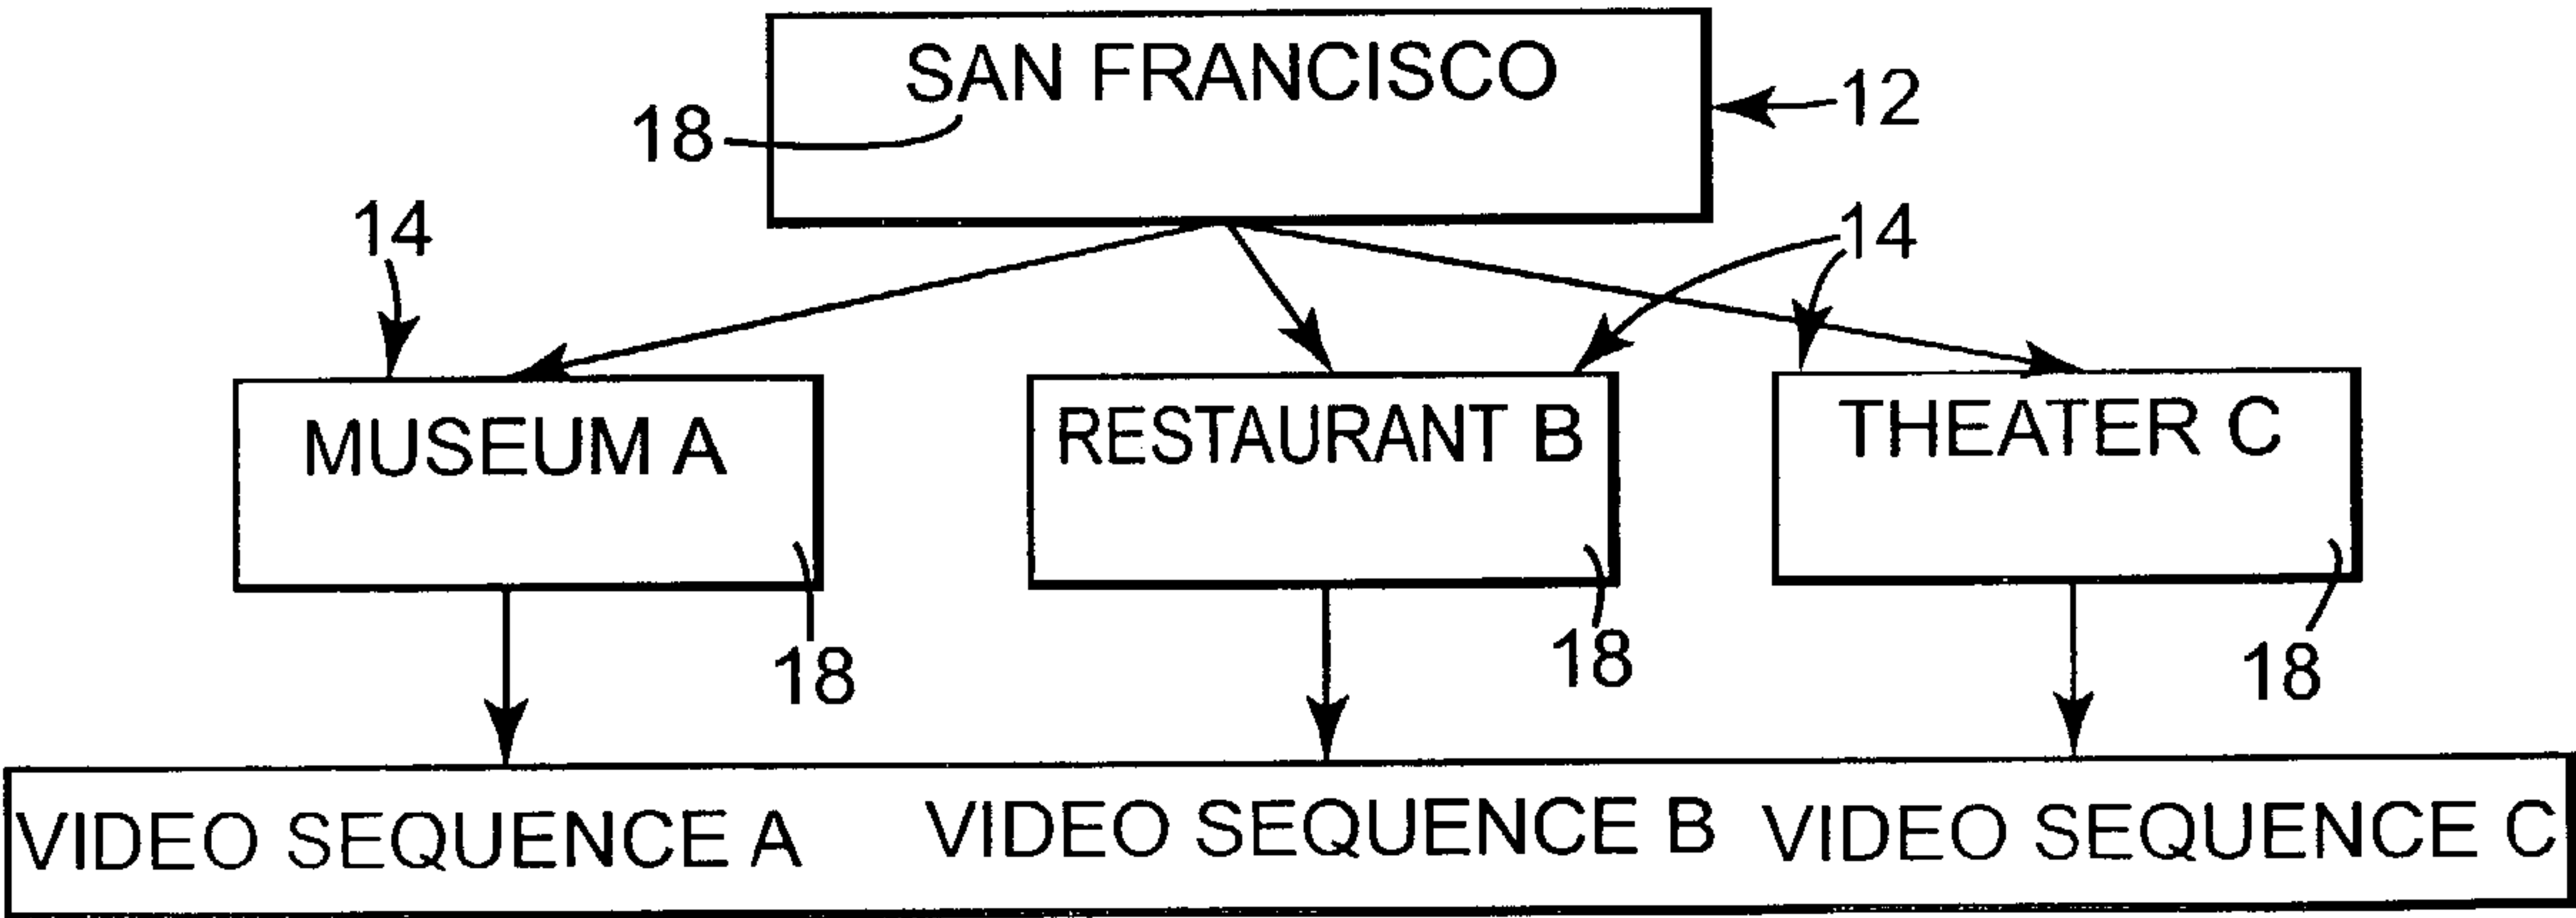 SAN FRANCISCO
12
18
14
14
MUSEUM A
RESTAURANT B
THEATER C
18
18
18
VIDEO SEQUENCE A
VIDEO SEQUENCE B
VIDEO SEQUENCE C